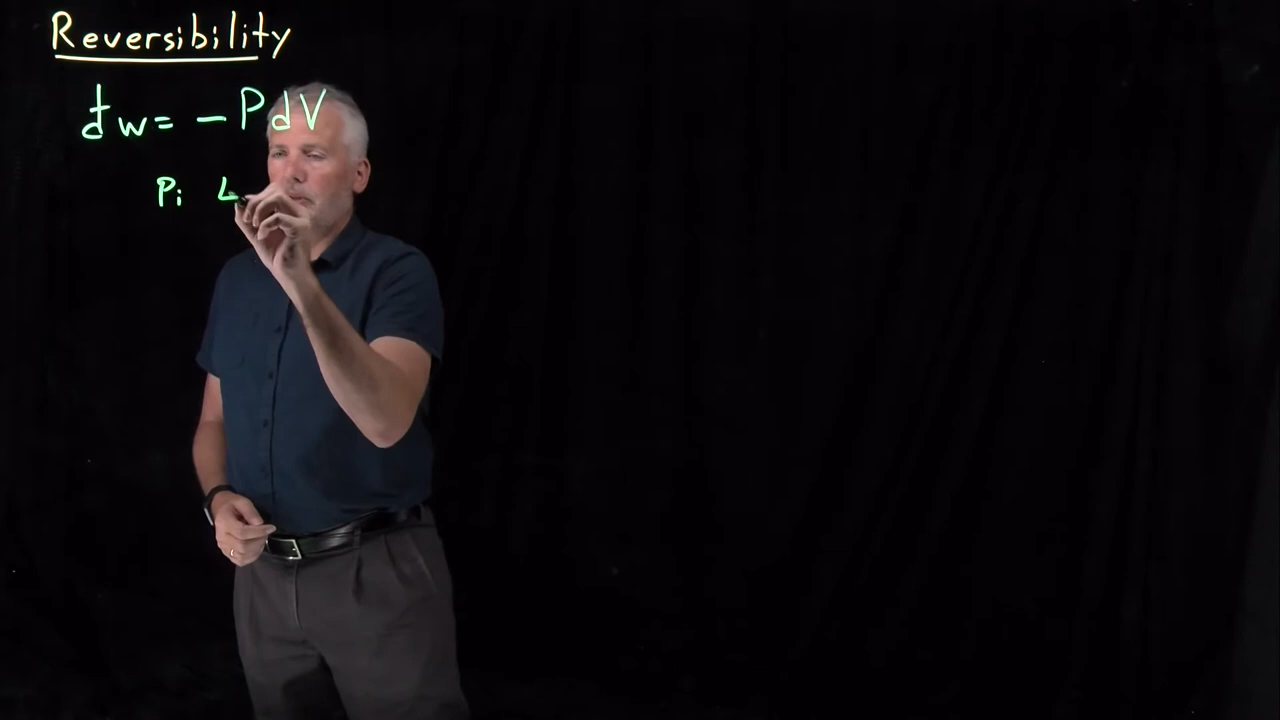 Reversibility
đw = - PdV
Pi